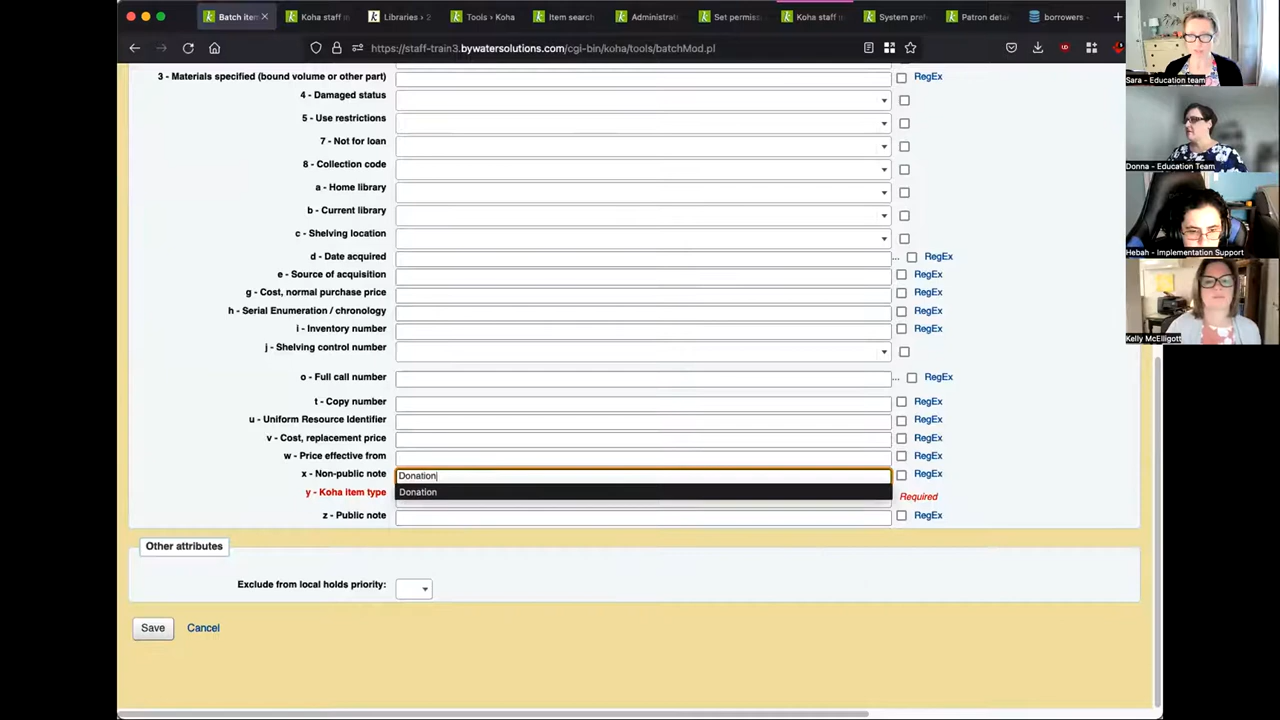 Batch iten
Koha staff in
Libraries › 2
Tools › Koha
Item search
Administrati
Set permiss
Koha staff in
System prefe
Patron detai
borrowers -
https://staff-train3.bywatersolutions.com/cgi-bin/koha/tools/batchMod.pl
3 - Materials specified (bound volume or other part) RegEx
4 - Damaged status
5 - Use restrictions
7 - Not for loan
8 - Collection code
a - Home library
b - Current library
c - Shelving location
d - Date acquired ... RegEx
e - Source of acquisition RegEx
g - Cost, normal purchase price RegEx
h - Serial Enumeration / chronology RegEx
i - Inventory number RegEx
j - Shelving control number
o - Full call number ... RegEx
t - Copy number RegEx
u - Uniform Resource Identifier RegEx
v - Cost, replacement price RegEx
w - Price effective from RegEx
x - Non-public note Donation RegEx
Donation
y - Koha item type Required
z - Public note RegEx
Other attributes
Exclude from local holds priority:
Save Cancel
Sara - Education team
Donna - Education Team
Hebah - Implementation Support
Kelly McElligott